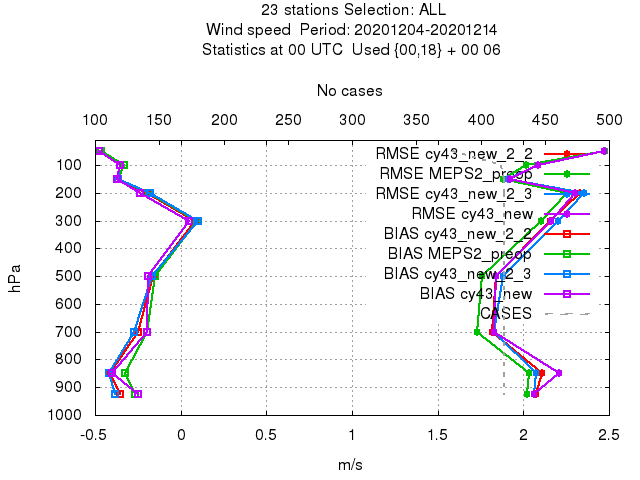 23 stations Selection: ALL
Wind speed  Period: 20201204-20201214
Statistics at 00 UTC  Used {00,18} + 00 06
No cases
100 150 200 250 300 350 400 450 500
RMSE cy43_new_2_2
RMSE MEPS2_preop
RMSE cy43_new_2_3
RMSE cy43_new
BIAS cy43_new_2_2
BIAS MEPS2_preop
BIAS cy43_new_2_3
BIAS cy43_new
CASES
100
200
300
400
500
600
700
800
900
1000
hPa
-0.5 0 0.5 1 1.5 2 2.5
m/s